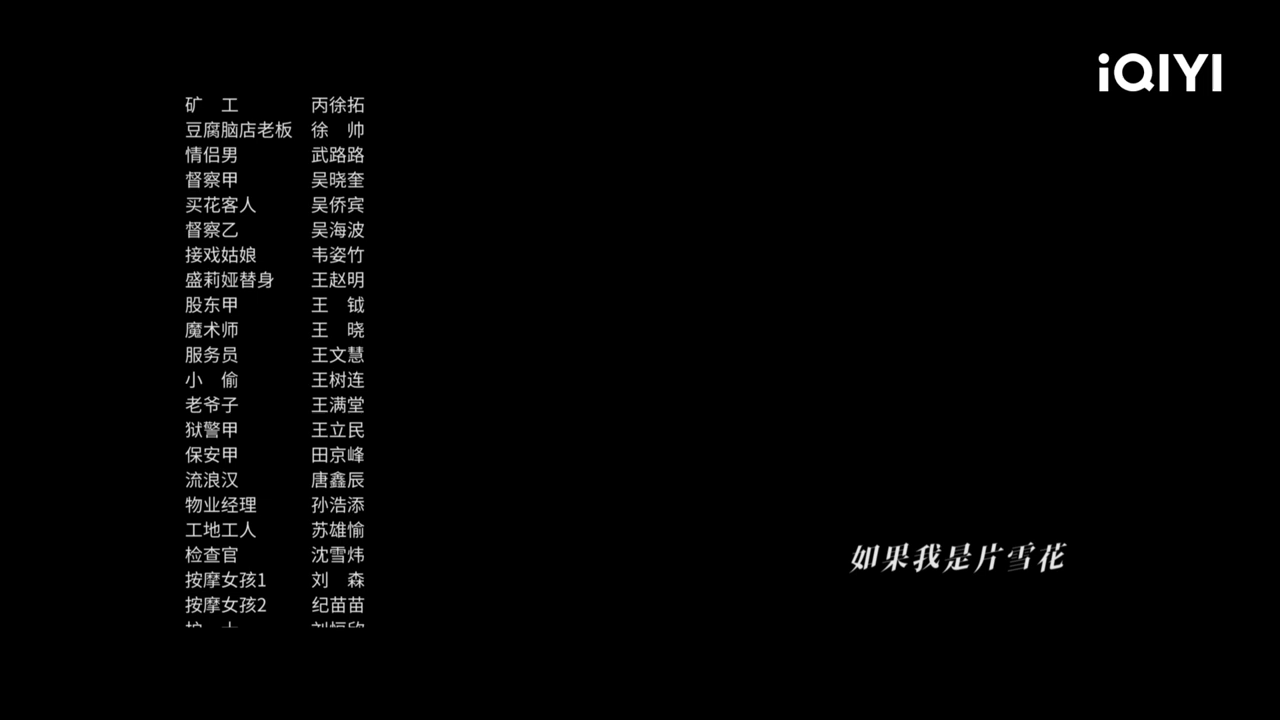 iQIYI
矿 工 丙徐拓
豆腐脑店老板 徐 帅
情侣男 武路路
督察甲 吴晓奎
买花客人 吴侨宾
督察乙 吴海波
接戏姑娘 韦姿竹
盛莉娅替身 王赵明
股东甲 王 钺
魔术师 王 晓
服务员 王文慧
小 偷 王树连
老爷子 王满堂
狱警甲 王立民
保安甲 田京峰
流浪汉 唐鑫辰
物业经理 孙浩添
工地工人 苏雄愉
检查官 沈雪炜
按摩女孩1 刘 森
按摩女孩2 纪苗苗
如果我是片雪花